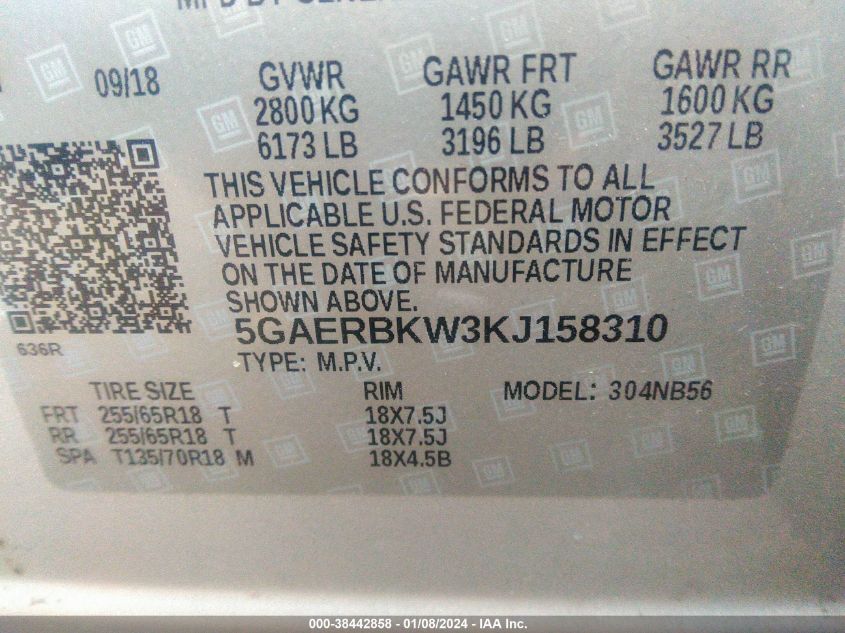 MFD BY
09/18 GVWR GAWR FRT GAWR RR
2800 KG 1450 KG 1600 KG
6173 LB 3196 LB 3527 LB
THIS VEHICLE CONFORMS TO ALL
APPLICABLE U.S. FEDERAL MOTOR
VEHICLE SAFETY STANDARDS IN EFFECT
ON THE DATE OF MANUFACTURE
SHOWN ABOVE.
5GAERBKW3KJ158310
636R
TYPE: M.P.V.
TIRE SIZE RIM MODEL: 304NB56
FRT 255/65R18 T 18X7.5J
RR 255/65R18 T 18X7.5J
SPA T135/70R18 M 18X4.5B
GM
000-38442858 - 01/08/2024 - IAA Inc.